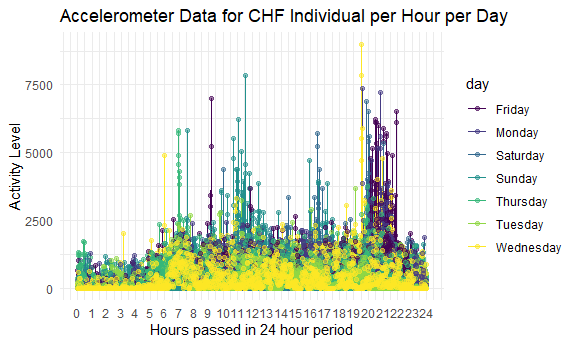 Accelerometer Data for CHF Individual per Hour per Day
7500
5000
2500
0
Activity Level
0 1 2 3 4 5 6 7 8 9 10 11 12 13 14 15 16 17 18 19 20 21 22 23 24
Hours passed in 24 hour period
day
Friday
Monday
Saturday
Sunday
Thursday
Tuesday
Wednesday